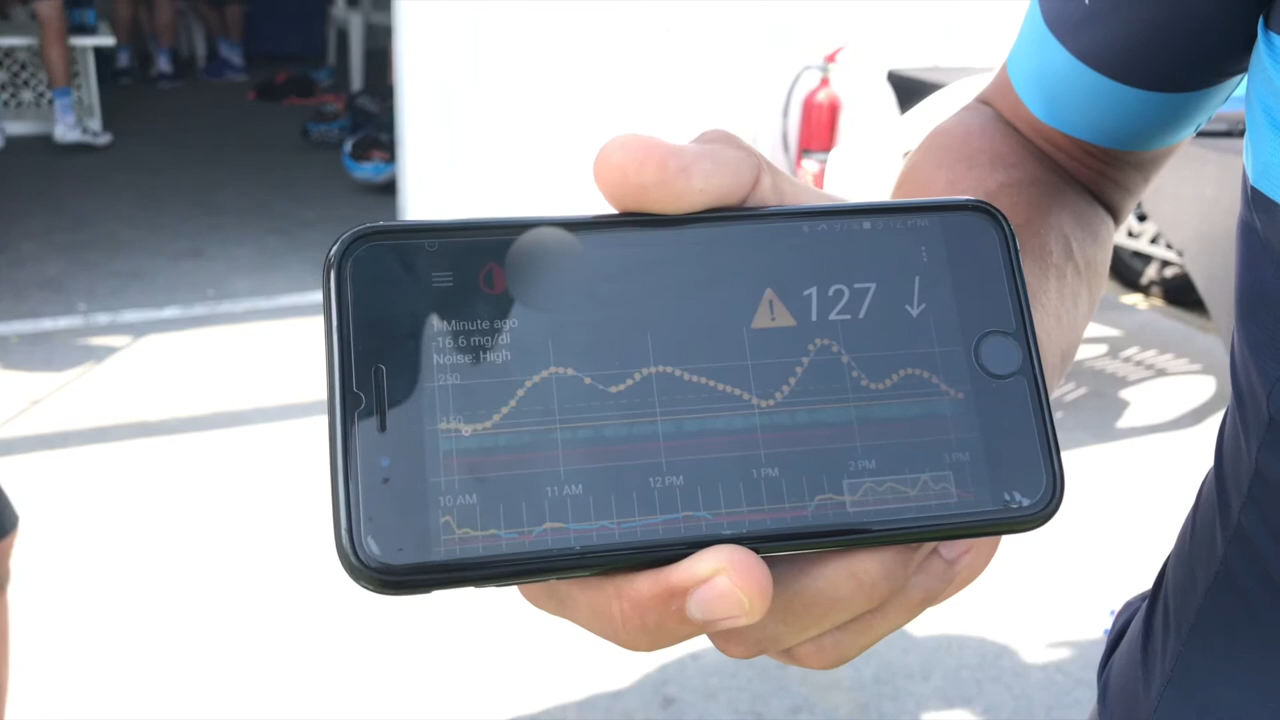 127
1 Minute ago
-16.6 mg/dl
Noise: High
250
150
10 AM
11 AM
12 PM
1 PM
2 PM
3 PM